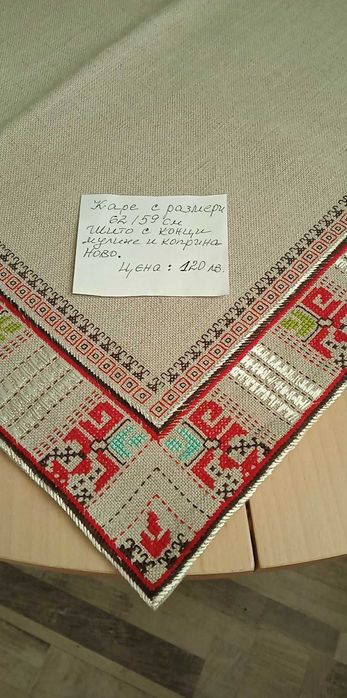 Каре с размери
62/59 см
Шито с конци
мулине и коприна
Ново.
Цена: 120 лв.